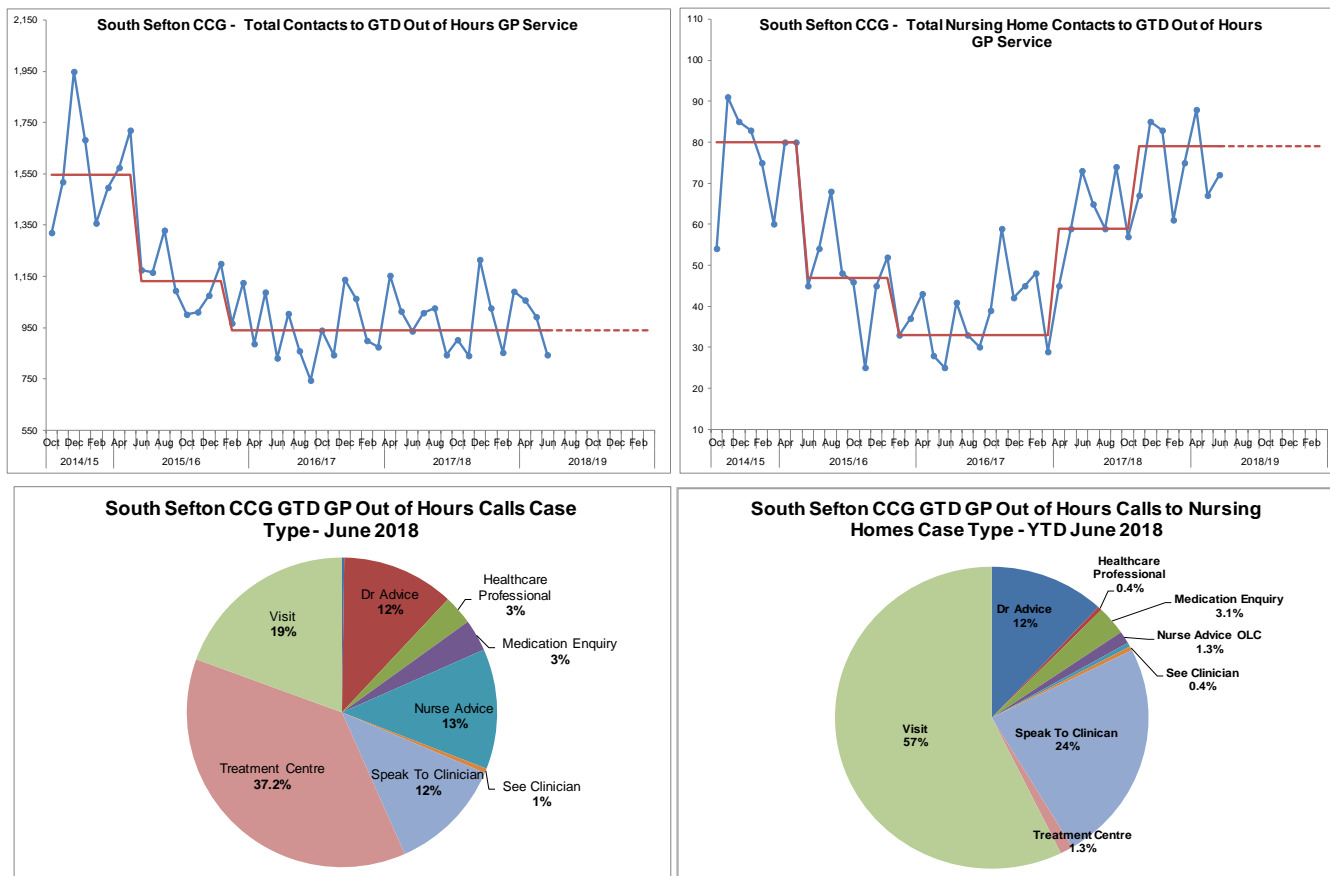 South Sefton CCG - Total Contacts to GTD Out of Hours GP Service
2,150
1,950
1,750
1,550
1,350
1,150
950
750
550
Oct Dec Feb Apr Jun Aug Oct Dec Feb Apr Jun Aug Oct Dec Feb Apr Jun Aug Oct Dec Feb Apr Jun Aug Oct Dec Feb
2014/15 2015/16 2016/17 2017/18 2018/19
South Sefton CCG - Total Nursing Home Contacts to GTD Out of Hours
GP Service
110
100
90
80
70
60
50
40
30
20
10
Oct Dec Feb Apr Jun Aug Oct Dec Feb Apr Jun Aug Oct Dec Feb Apr Jun Aug Oct Dec Feb Apr Jun Aug Oct Dec Feb
2014/15 2015/16 2016/17 2017/18 2018/19
South Sefton CCG GTD GP Out of Hours Calls Case
Type - June 2018
Dr Advice
12%
Healthcare
Professional
3%
Medication Enquiry
3%
Nurse Advice
13%
See Clinician
1%
Speak To Clinician
12%
Treatment Centre
37.2%
Visit
19%
South Sefton CCG GTD GP Out of Hours Calls to Nursing
Homes Case Type - YTD June 2018
Dr Advice
12%
Healthcare
Professional
0.4%
Medication Enquiry
3.1%
Nurse Advice OLC
1.3%
See Clinician
0.4%
Speak To Clinican
24%
Treatment Centre
1.3%
Visit
57%